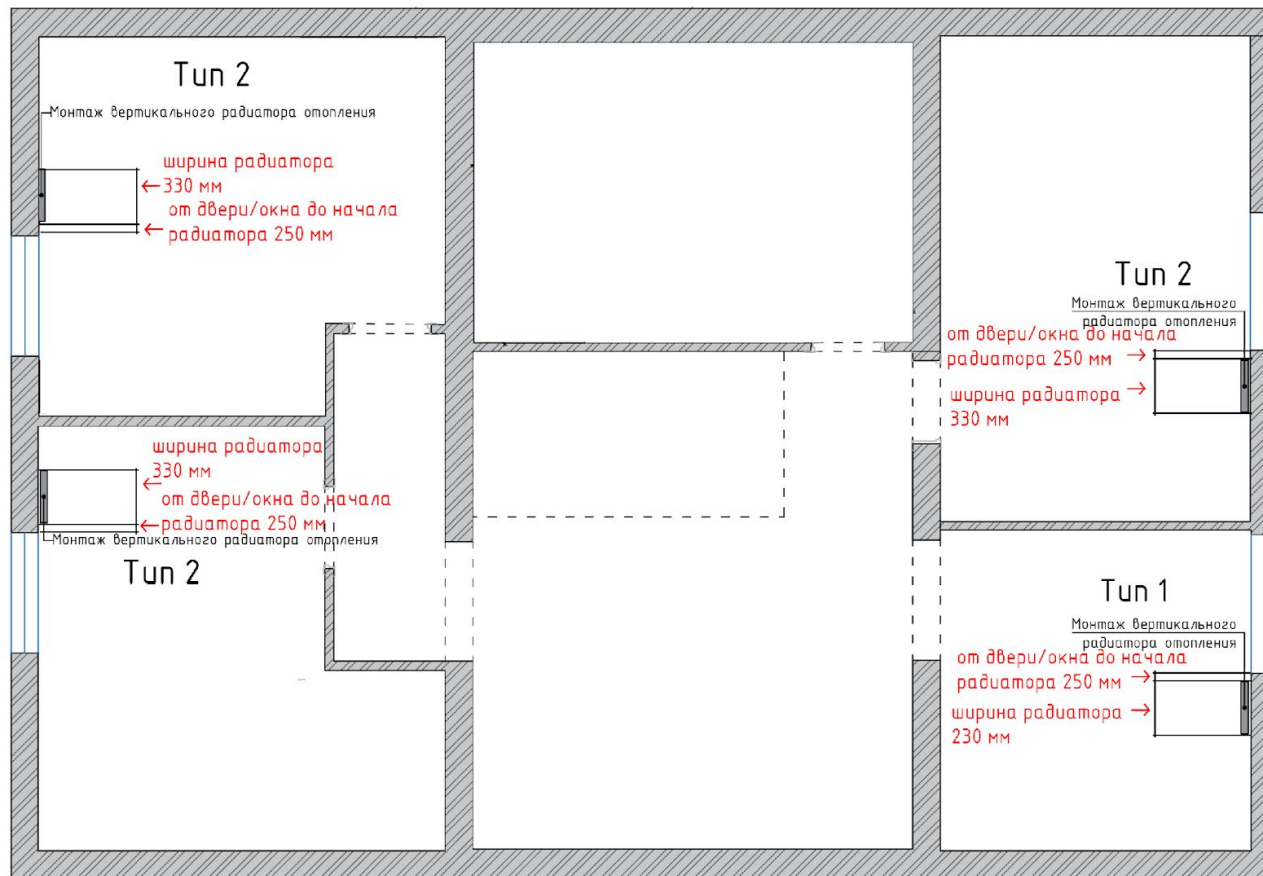 Тип 2
Монтаж вертикального радиатора отопления
ширина радиатора
330 мм
от двери/окна до начала
радиатора 250 мм
ширина радиатора
330 мм
от двери/окна до начала
радиатора 250 мм
Монтаж вертикального радиатора отопления
Тип 2
Тип 2
Монтаж вертикального
радиатора отопления
от двери/окна до начала
радиатора 250 мм
ширина радиатора
330 мм
Тип 1
Монтаж вертикального
радиатора отопления
от двери/окна до начала
радиатора 250 мм
ширина радиатора
230 мм